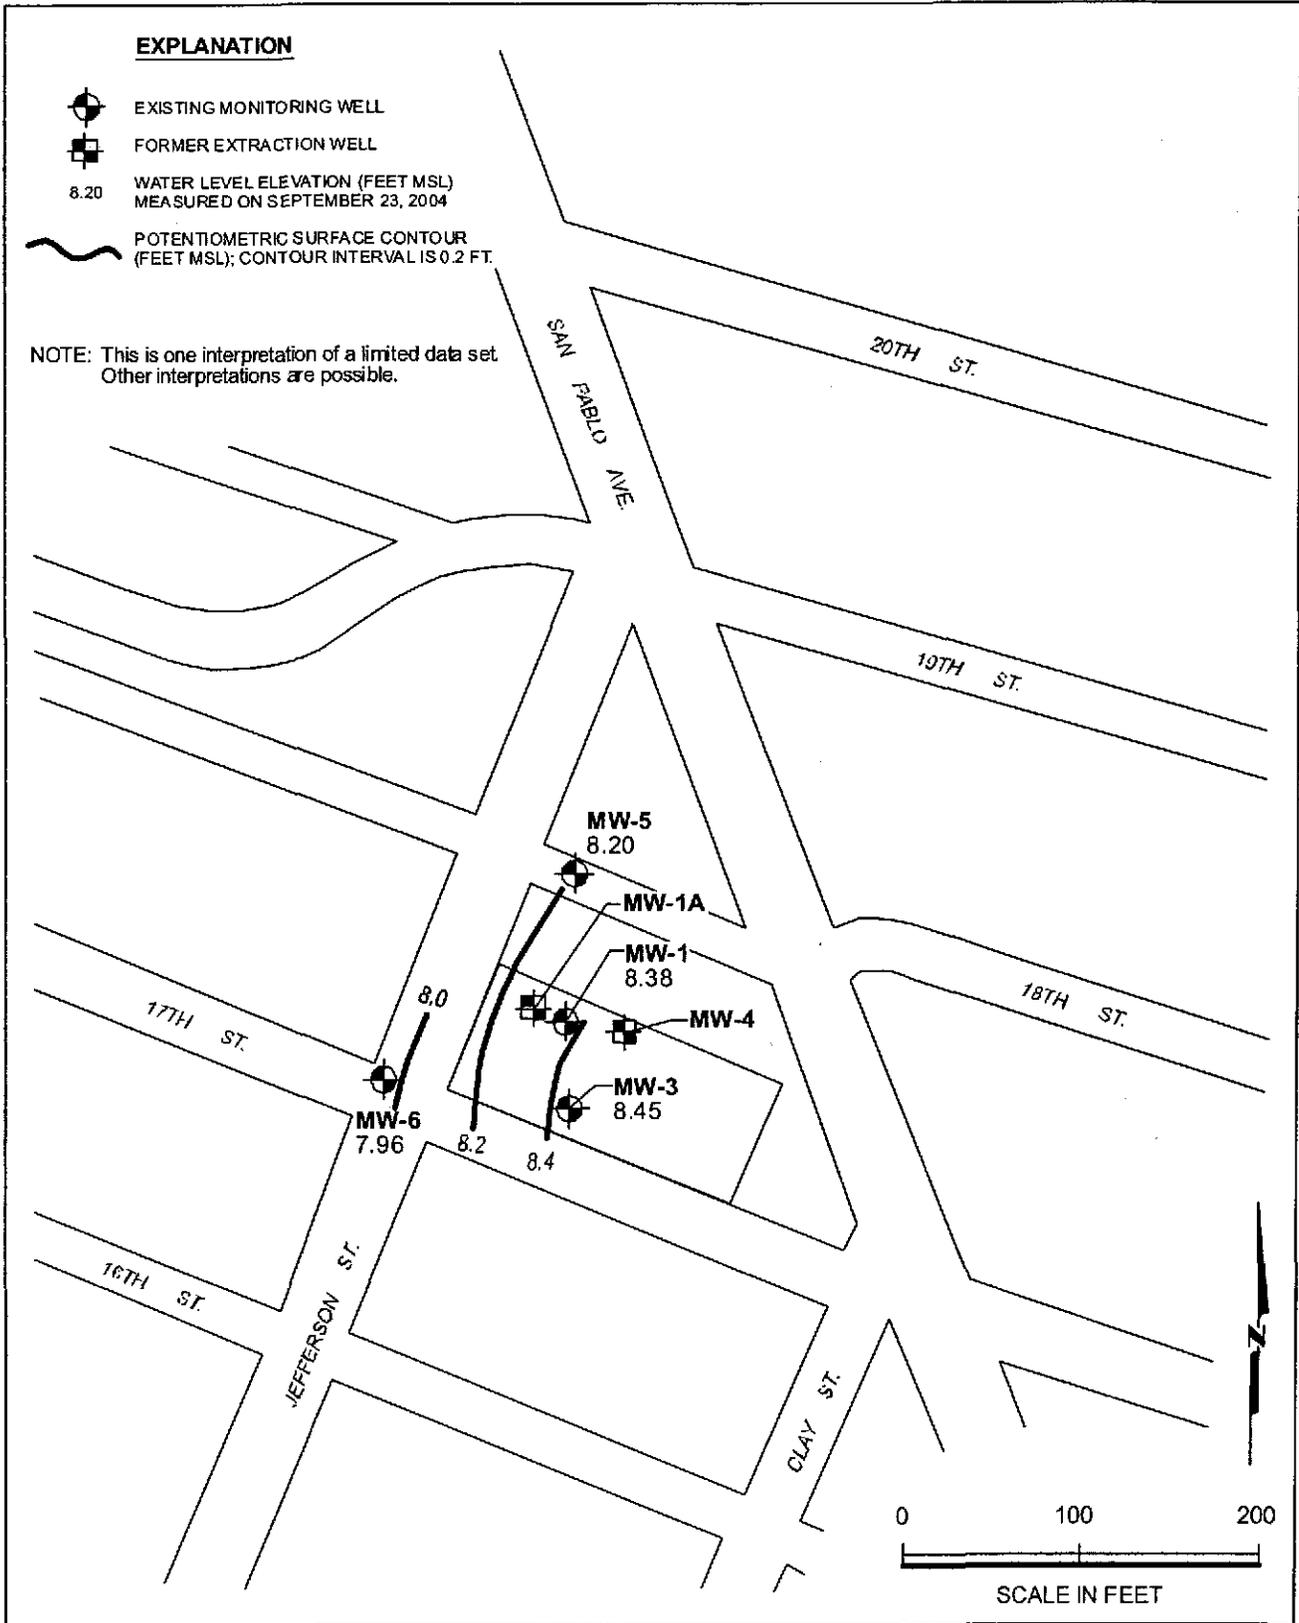 EXPLANATION
EXISTING MONITORING WELL
FORMER EXTRACTION WELL
8.20
WATER LEVEL ELEVATION (FEET MSL)
MEASURED ON SEPTEMBER 23, 2004
POTENTIOMETRIC SURFACE CONTOUR
(FEET MSL); CONTOUR INTERVAL IS 0.2 FT.
NOTE: This is one interpretation of a limited data set.
Other interpretations are possible.
SAN PABLO AVE.
20TH ST.
19TH ST.
MW-5
8.20
MW-1A
MW-1
8.38
8.0
17TH ST.
18TH ST.
MW-4
MW-3
8.45
MW-6
7.96
8.2
8.4
16TH ST.
JEFFERSON ST.
CLAY ST.
N
0 100 200
SCALE IN FEET